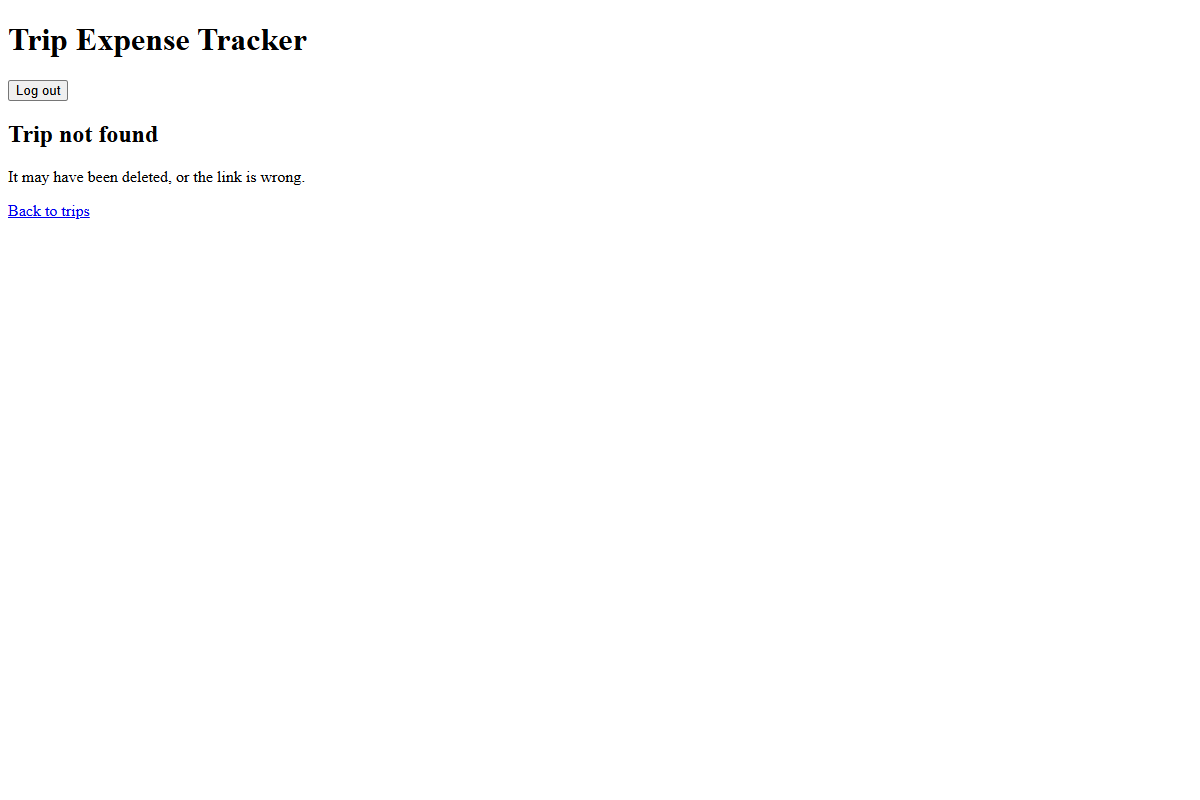 Trip Expense Tracker
Log out
Trip not found
It may have been deleted, or the link is wrong.
Back to trips